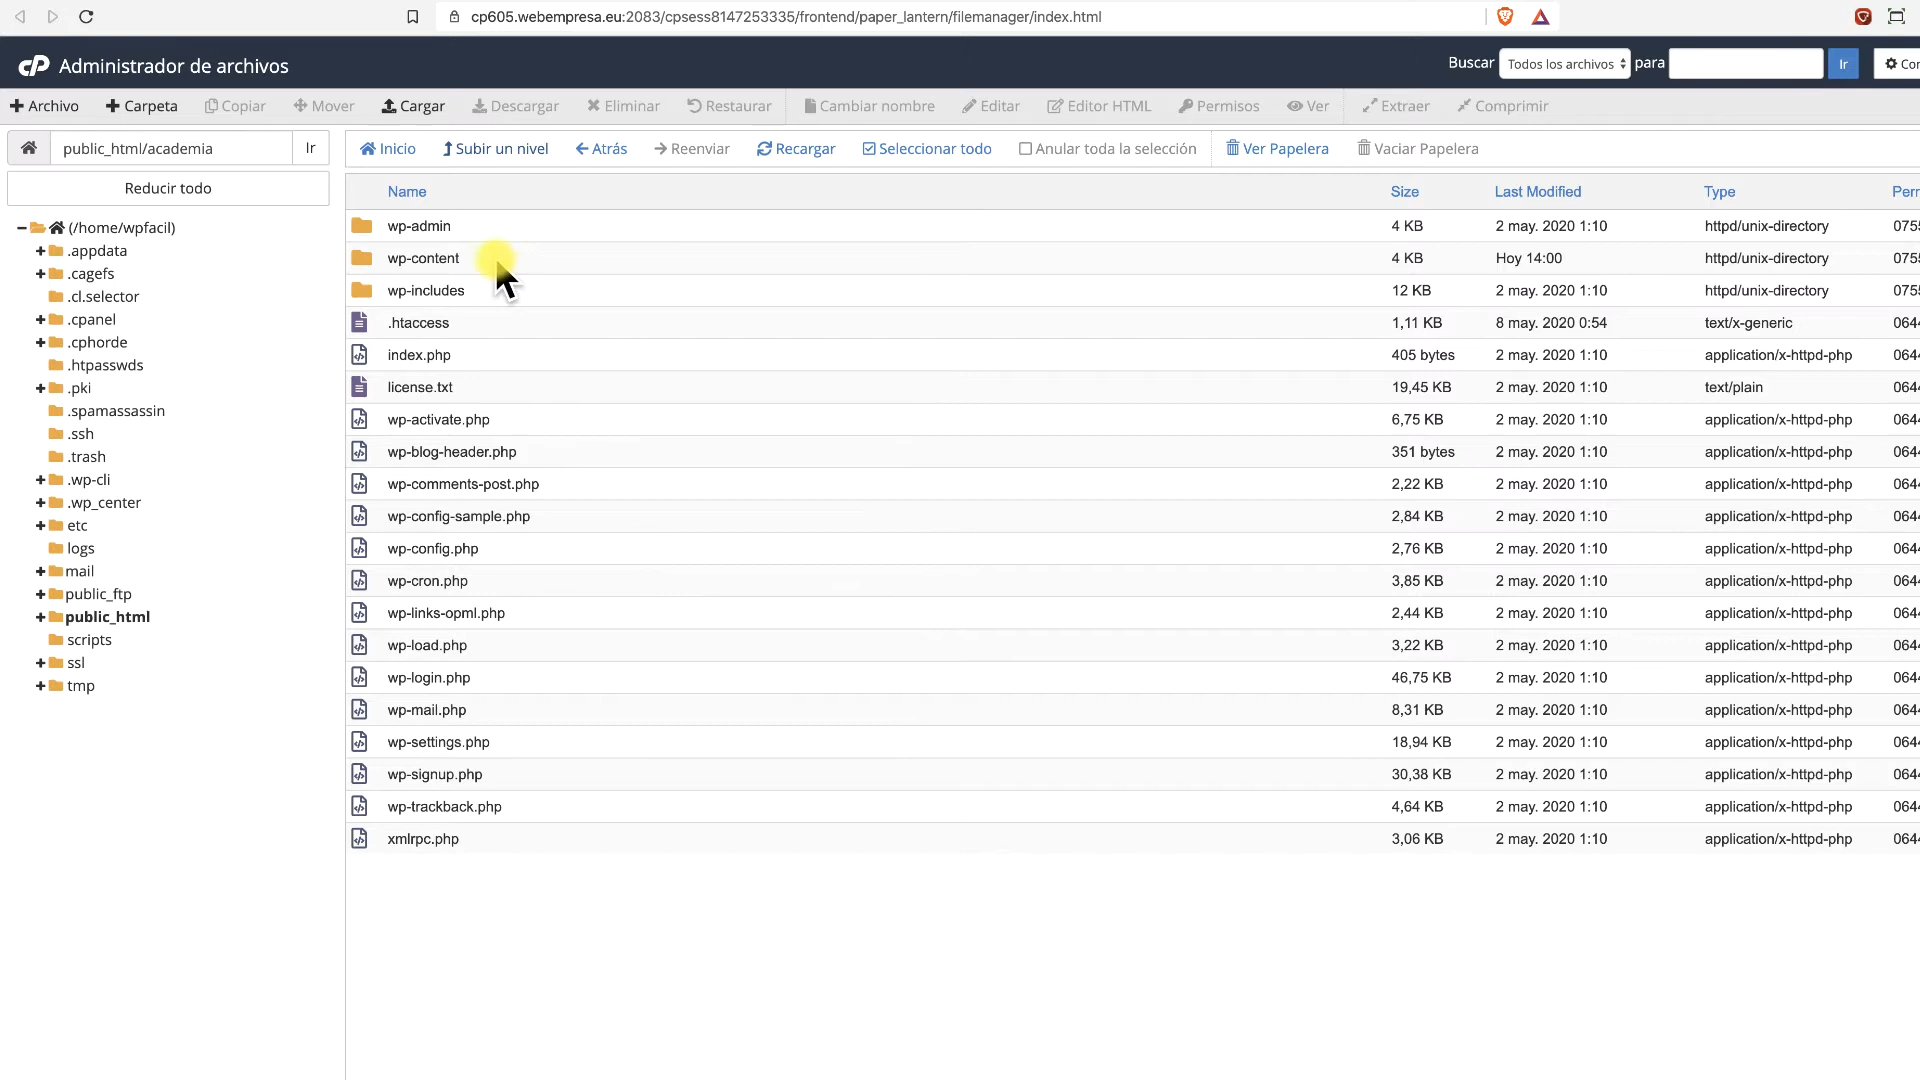 cp605.webempresa.eu:2083/cpsess8147253335/frontend/paper_lantern/filemanager/index.html
cP Administrador de archivos
Buscar Todos los archivos para Ir
Archivo Carpeta Copiar Mover Cargar Descargar Eliminar Restaurar Cambiar nombre Editar Editor HTML Permisos Ver Extraer Comprimir
public_html/academia Ir
Inicio Subir un nivel Atrás Reenviar Recargar Seleccionar todo Anular toda la selección Ver Papelera Vaciar Papelera
Reducir todo
(/home/wpfacil)
.appdata
.cagefs
.cl.selector
.cpanel
.cphorde
.htpasswds
.pki
.spamassassin
.ssh
.trash
.wp-cli
.wp_center
etc
logs
mail
public_ftp
public_html
scripts
ssl
tmp
Name Size Last Modified Type
wp-admin 4 KB 2 may. 2020 1:10 httpd/unix-directory
wp-content 4 KB Hoy 14:00 httpd/unix-directory
wp-includes 12 KB 2 may. 2020 1:10 httpd/unix-directory
.htaccess 1,11 KB 8 may. 2020 0:54 text/x-generic
index.php 405 bytes 2 may. 2020 1:10 application/x-httpd-php
license.txt 19,45 KB 2 may. 2020 1:10 text/plain
wp-activate.php 6,75 KB 2 may. 2020 1:10 application/x-httpd-php
wp-blog-header.php 351 bytes 2 may. 2020 1:10 application/x-httpd-php
wp-comments-post.php 2,22 KB 2 may. 2020 1:10 application/x-httpd-php
wp-config-sample.php 2,84 KB 2 may. 2020 1:10 application/x-httpd-php
wp-config.php 2,76 KB 2 may. 2020 1:10 application/x-httpd-php
wp-cron.php 3,85 KB 2 may. 2020 1:10 application/x-httpd-php
wp-links-opml.php 2,44 KB 2 may. 2020 1:10 application/x-httpd-php
wp-load.php 3,22 KB 2 may. 2020 1:10 application/x-httpd-php
wp-login.php 46,75 KB 2 may. 2020 1:10 application/x-httpd-php
wp-mail.php 8,31 KB 2 may. 2020 1:10 application/x-httpd-php
wp-settings.php 18,94 KB 2 may. 2020 1:10 application/x-httpd-php
wp-signup.php 30,38 KB 2 may. 2020 1:10 application/x-httpd-php
wp-trackback.php 4,64 KB 2 may. 2020 1:10 application/x-httpd-php
xmlrpc.php 3,06 KB 2 may. 2020 1:10 application/x-httpd-php